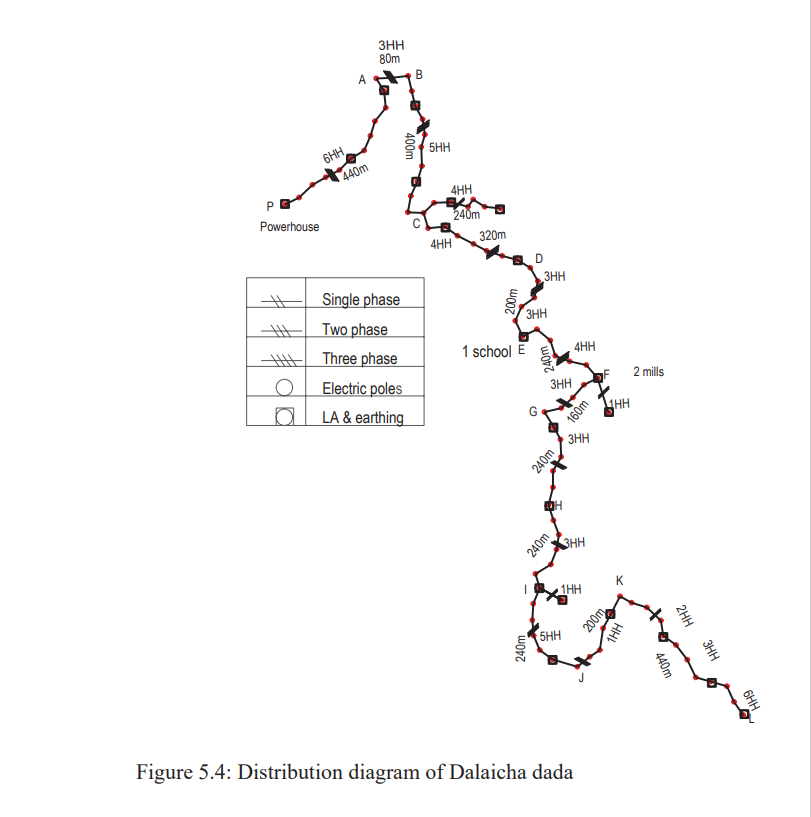 3HH
80m
A
B
6HH
440m
P
Powerhouse
400m
5HH
4HH
240m
C
4HH
320m
D
3HH
200m
3HH
1 school
E
240m
4HH
F
2 mills
3HH
160m
1HH
G
3HH
240m
H
240m
3HH
I
1HH
K
240m
5HH
200m
1HH
J
2HH
440m
3HH
6HH
L
Single phase
Two phase
Three phase
Electric poles
LA & earthing
Figure 5.4: Distribution diagram of Dalaicha dada